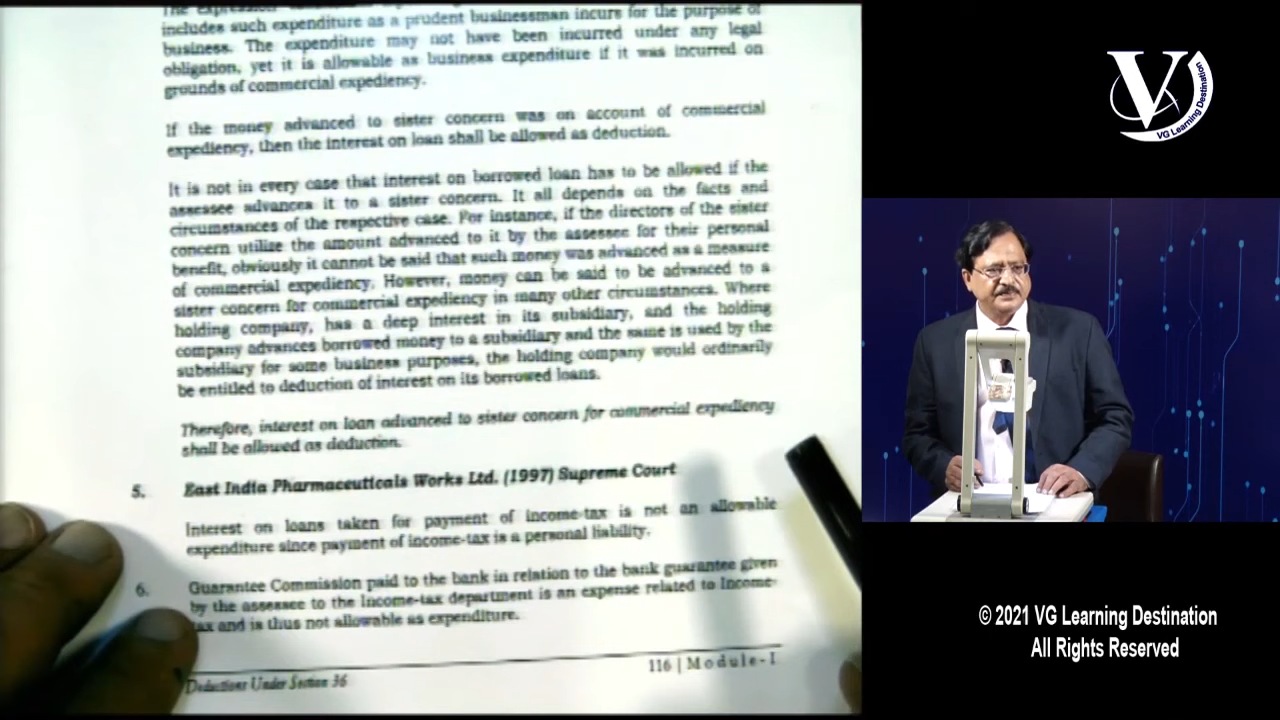 The expression
includes such expenditure as a prudent businessman incurs for the purpose of
business. The expenditure may not have been incurred under any legal
obligation, yet it is allowable as business expenditure if it was incurred on
grounds of commercial expediency.
If the money advanced to sister concern was on account of commercial
expediency, then the interest on loan shall be allowed as deduction.
It is not in every case that interest on borrowed loan has to be allowed if the
assessee advances it to a sister concern. It all depends on the facts and
circumstances of the respective case. For instance, if the directors of the sister
concern utilize the amount advanced to it by the assessee for their personal
benefit, obviously it cannot be said that such money was advanced as a measure
of commercial expediency. However, money can be said to be advanced to a
sister concern for commercial expediency in many other circumstances. Where
holding company, has a deep interest in its subsidiary, and the holding
company advances borrowed money to a subsidiary and the same is used by the
subsidiary for some business purposes, the holding company would ordinarily
be entitled to deduction of interest on its borrowed loans.
Therefore, interest on loan advanced to sister concern for commercial expediency
shall be allowed as deduction.
5. East India Pharmaceuticals Works Ltd. (1997) Supreme Court
Interest on loans taken for payment of income-tax is not an allowable
expenditure since payment of income-tax is a personal liability.
6. Guarantee Commission paid to the bank in relation to the bank guarantee given
by the assessee to the Income-tax department is an expense related to Income-
tax and is thus not allowable as expenditure.
116 | Module-I
Deductions Under Section 36
V
VG Learning Destination
© 2021 VG Learning Destination
All Rights Reserved